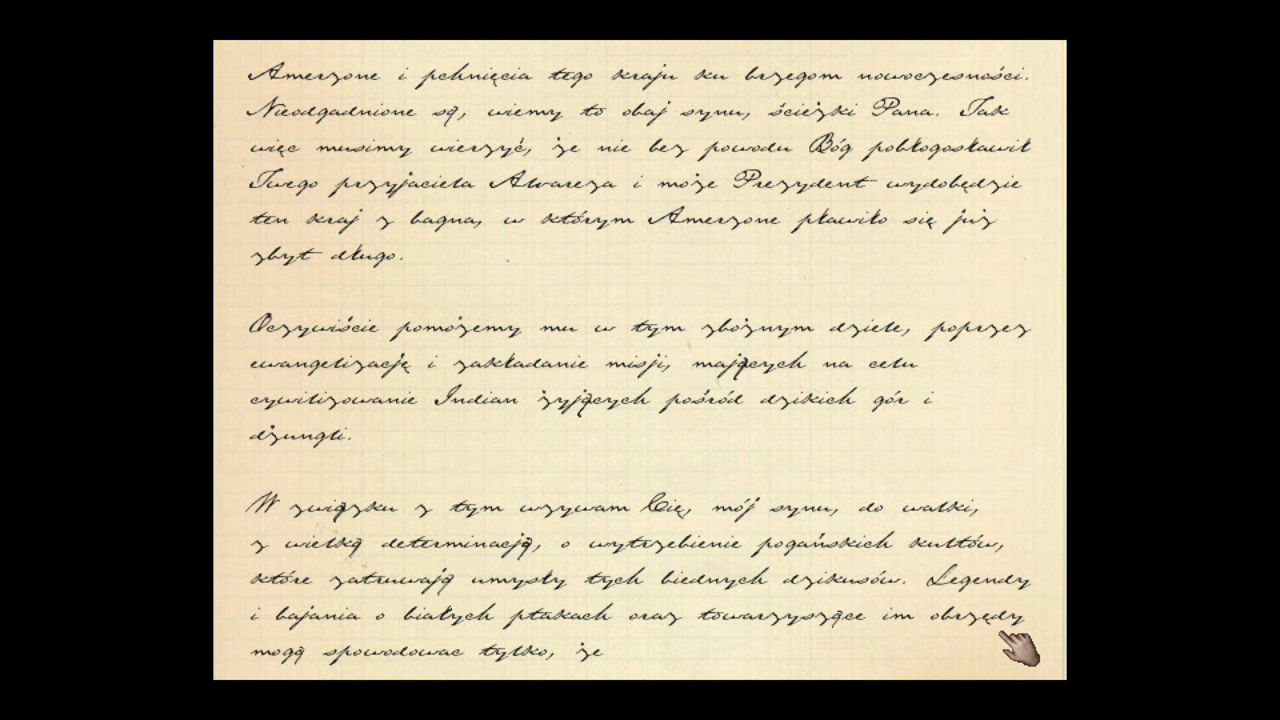 Amerzone i pchnięcia tego kraju ku brzegom nowoczesności.
Nieodgadnione są, wiemy to obaj synu, ścieżki Pana. Tak
więc musimy wierzyć, że nie bez powodu Bóg pobłogosławił
Twego przyjaciela Alvareza i może Prezydent wydobędzie
ten kraj z bagna, w którym Amerzone pławiło się już
zbyt długo.
Oczywiście pomożemy mu w tym zbożnym dziele, poprzez
ewangelizację i zakładanie misji, mających na celu
cywilizowanie Indian żyjących pośród dzikich gór i
dżungli.
W związku z tym wzywam Cię, mój synu, do walki,
z wielką determinacją, o wytrzebienie pogańskich kultów,
które zatruwają umysły tych biednych dzikusów. Legendy
i bajania o białych ptakach oraz towarzyszące im obrzędy
mogą spowodować tylko, że